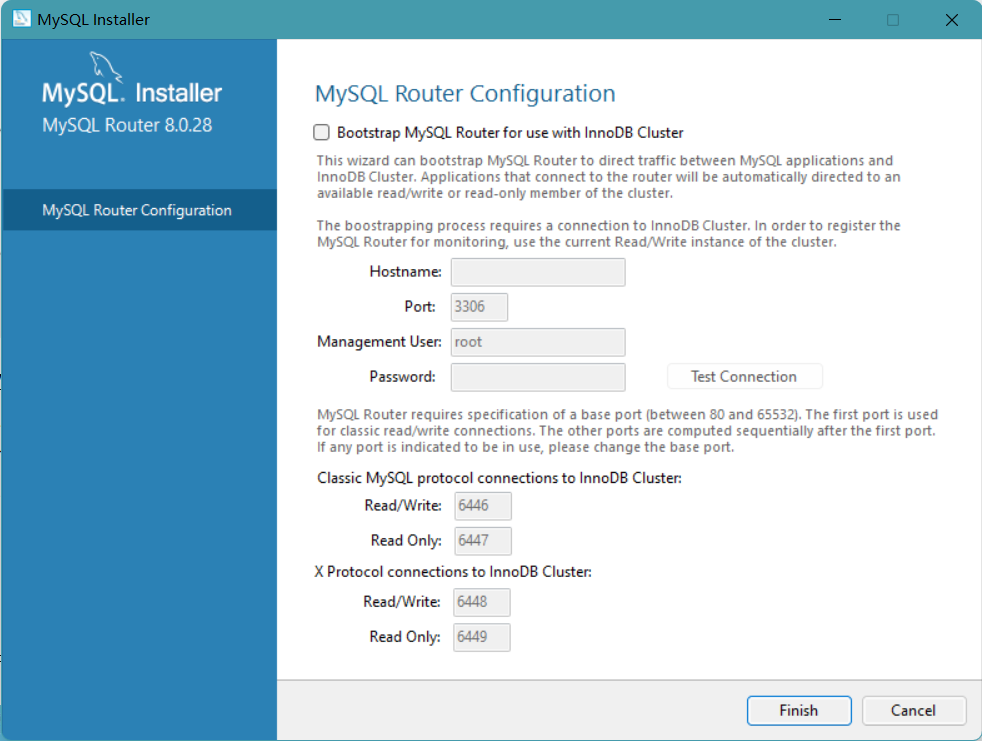 MySQL Installer
MySQL. Installer
MySQL Router 8.0.28
MySQL Router Configuration
MySQL Router Configuration
Bootstrap MySQL Router for use with InnoDB Cluster
This wizard can bootstrap MySQL Router to direct traffic between MySQL applications and
InnoDB Cluster. Applications that connect to the router will be automatically directed to an
available read/write or read-only member of the cluster.
The boostrapping process requires a connection to InnoDB Cluster. In order to register the
MySQL Router for monitoring, use the current Read/Write instance of the cluster.
Hostname:
Port: 3306
Management User: root
Password: Test Connection
MySQL Router requires specification of a base port (between 80 and 65532). The first port is used
for classic read/write connections. The other ports are computed sequentially after the first port.
If any port is indicated to be in use, please change the base port.
Classic MySQL protocol connections to InnoDB Cluster:
Read/Write: 6446
Read Only: 6447
X Protocol connections to InnoDB Cluster:
Read/Write: 6448
Read Only: 6449
Finish Cancel